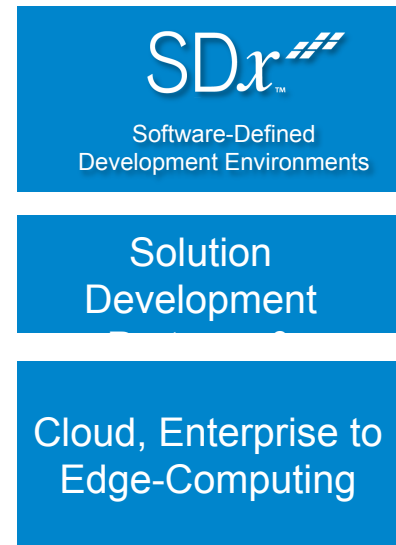 SDx™
Software-Defined
Development Environments
Solution
Development
Cloud, Enterprise to
Edge-Computing